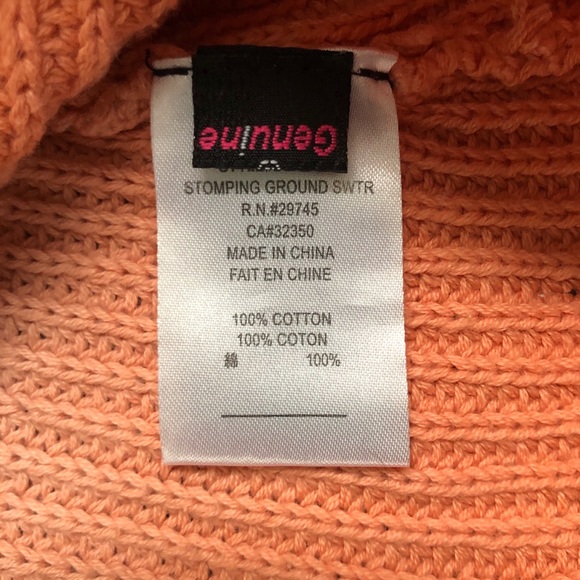 Genuine
STOMPING GROUND SWTR
R.N.#29745
CA#32350
MADE IN CHINA
FAIT EN CHINE
100% COTTON
100% COTON
綿 100%